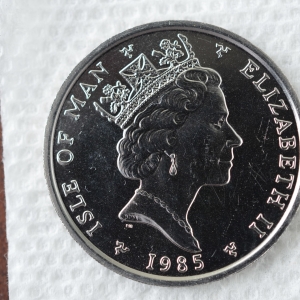 ISLE OF MAN
ELIZABETH II
1985